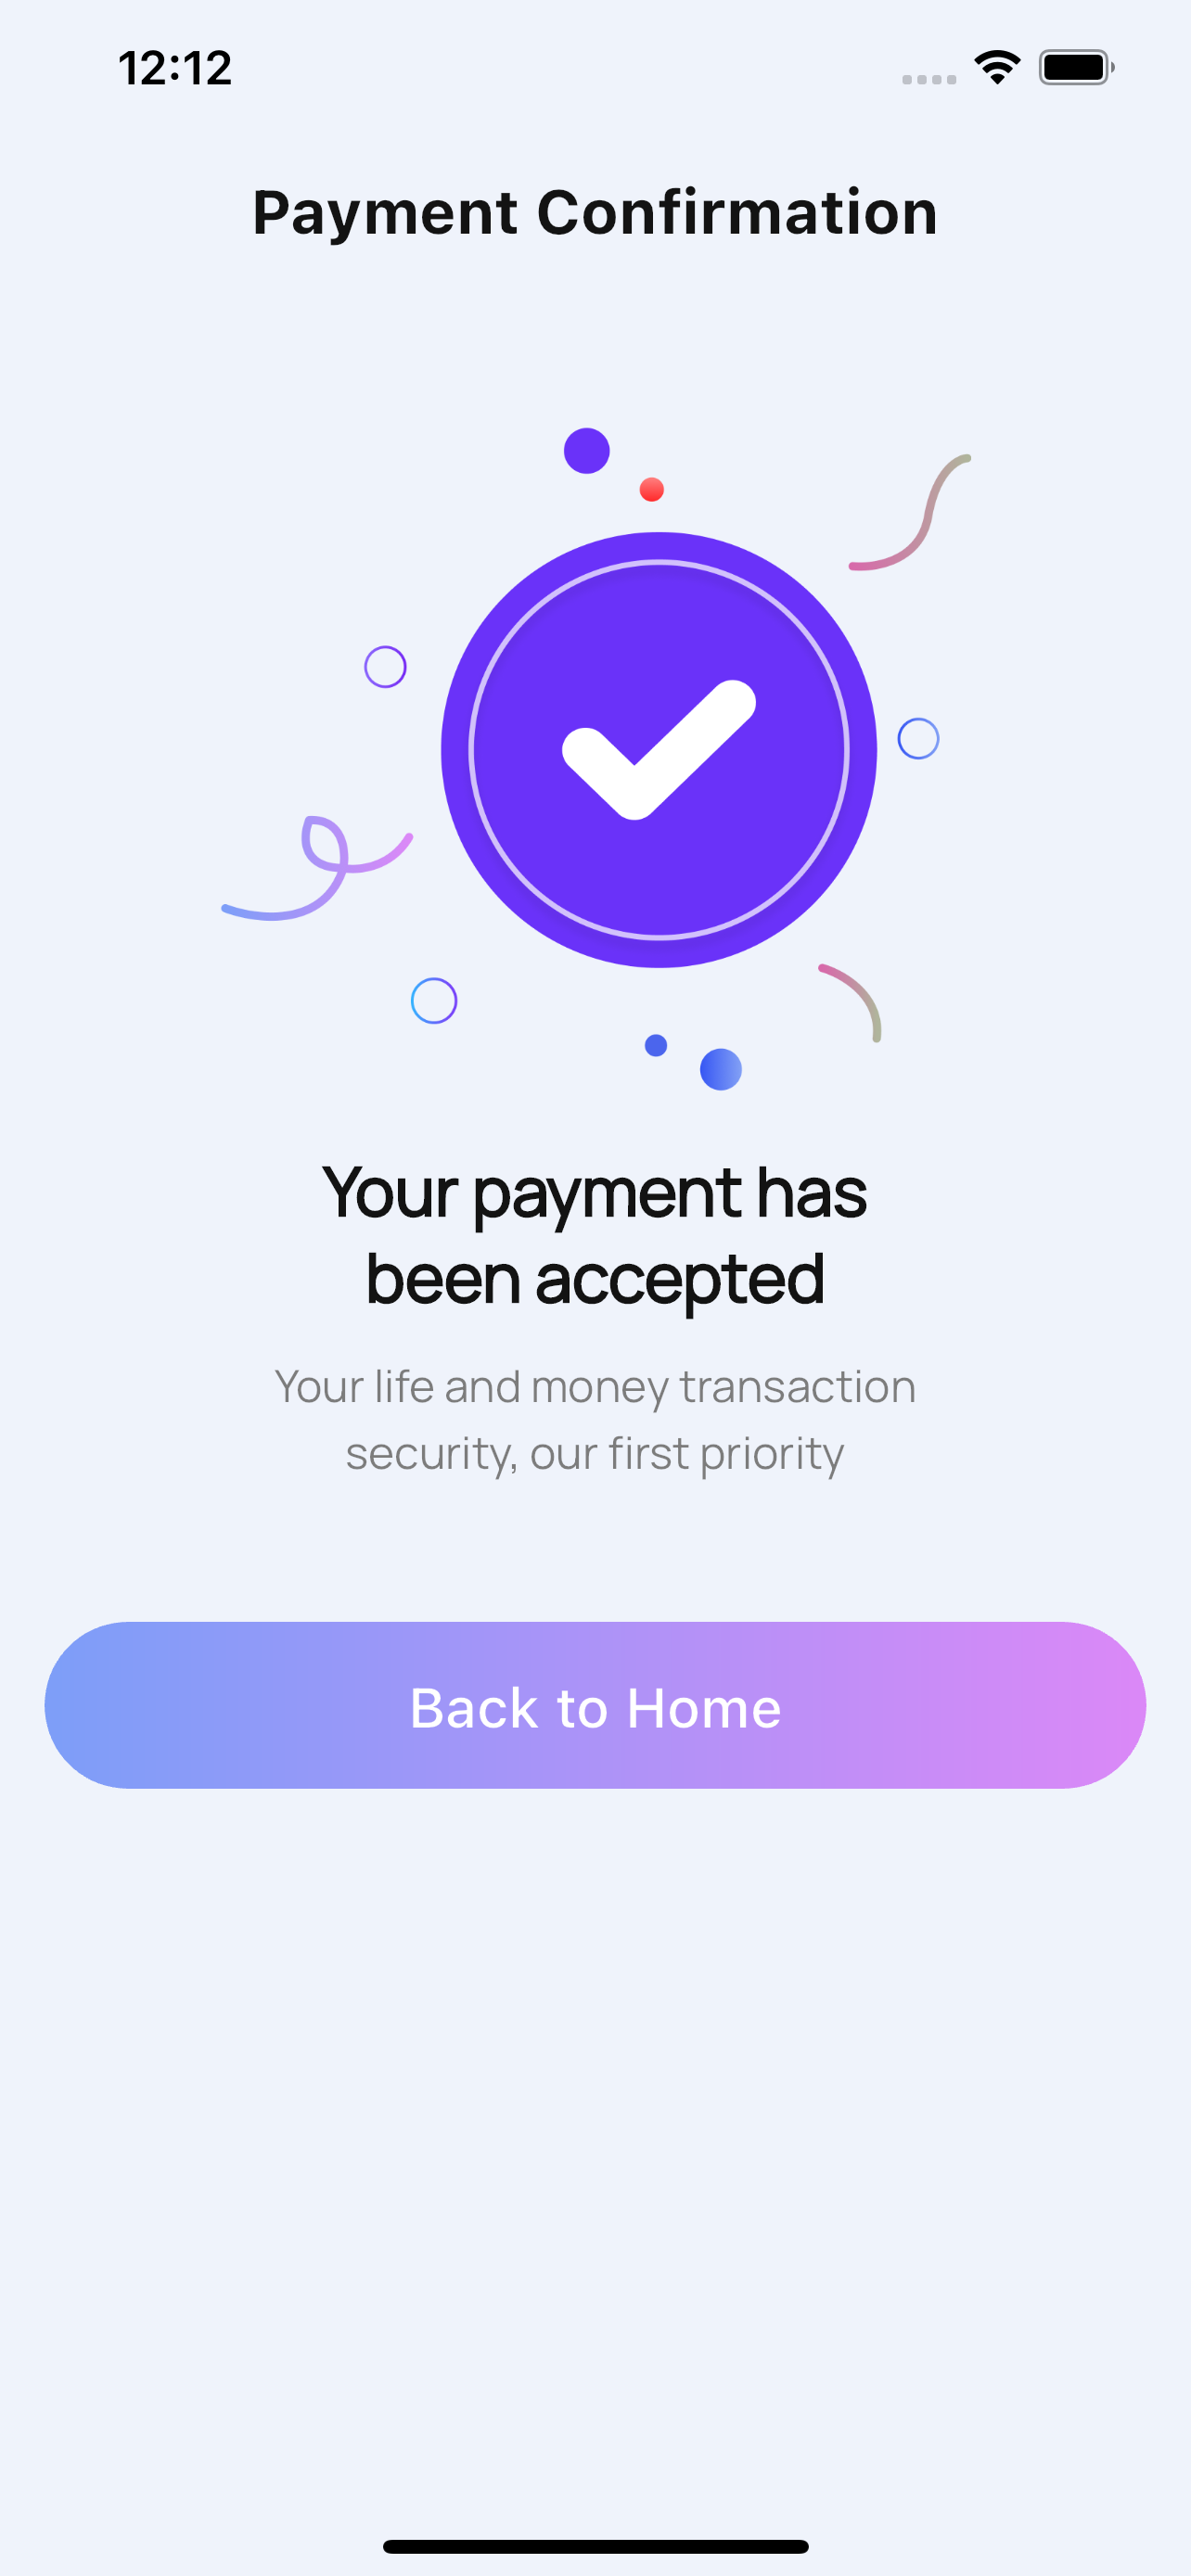 12:12
Payment Confirmation
Your payment has
been accepted
Your life and money transaction
security, our first priority
Back to Home